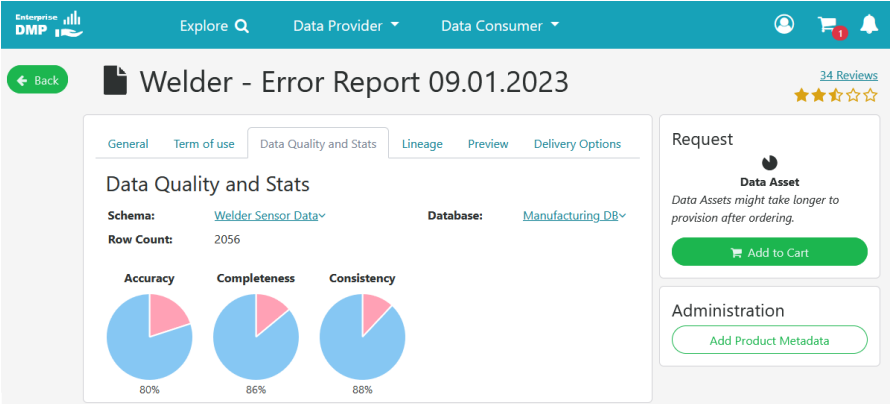 Enterprise
DMP
Explore
Data Provider
Data Consumer
1
Back
Welder - Error Report 09.01.2023
34 Reviews
General
Term of use
Data Quality and Stats
Lineage
Preview
Delivery Options
Data Quality and Stats
Schema:
Welder Sensor Data
Database:
Manufacturing DB
Row Count:
2056
Accuracy
Completeness
Consistency
80%
86%
88%
Request
Data Asset
Data Assets might take longer to
provision after ordering.
Add to Cart
Administration
Add Product Metadata